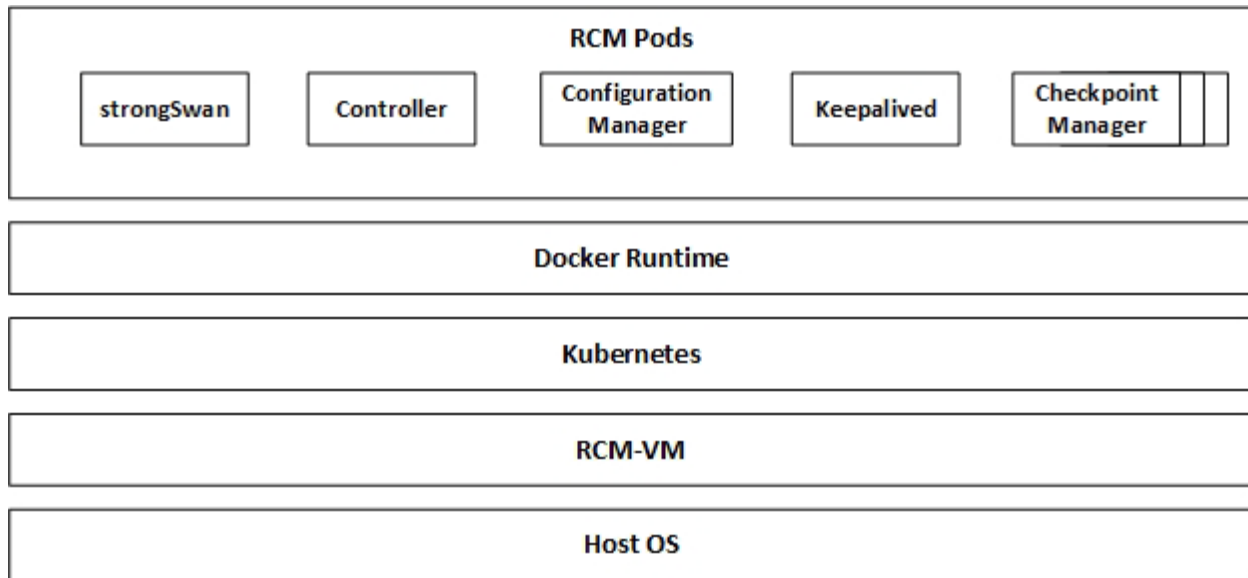 RCM Pods
strongSwan
Controller
Configuration
Manager
Keepalived
Checkpoint
Manager
Docker Runtime
Kubernetes
RCM-VM
Host OS